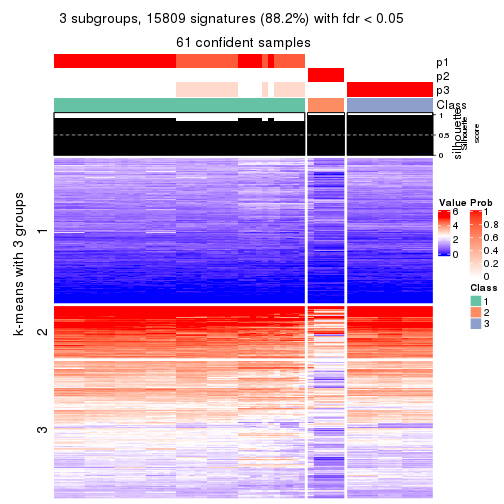 3 subgroups, 15809 signatures (88.2%) with fdr < 0.05
61 confident samples
p1
p2
p3
Class
1
0.5
0
silhouette
Silhouette
score
k-means with 3 groups
1
2
3
Value
6
4
2
0
Prob
1
0.8
0.6
0.4
0.2
0
Class
1
2
3